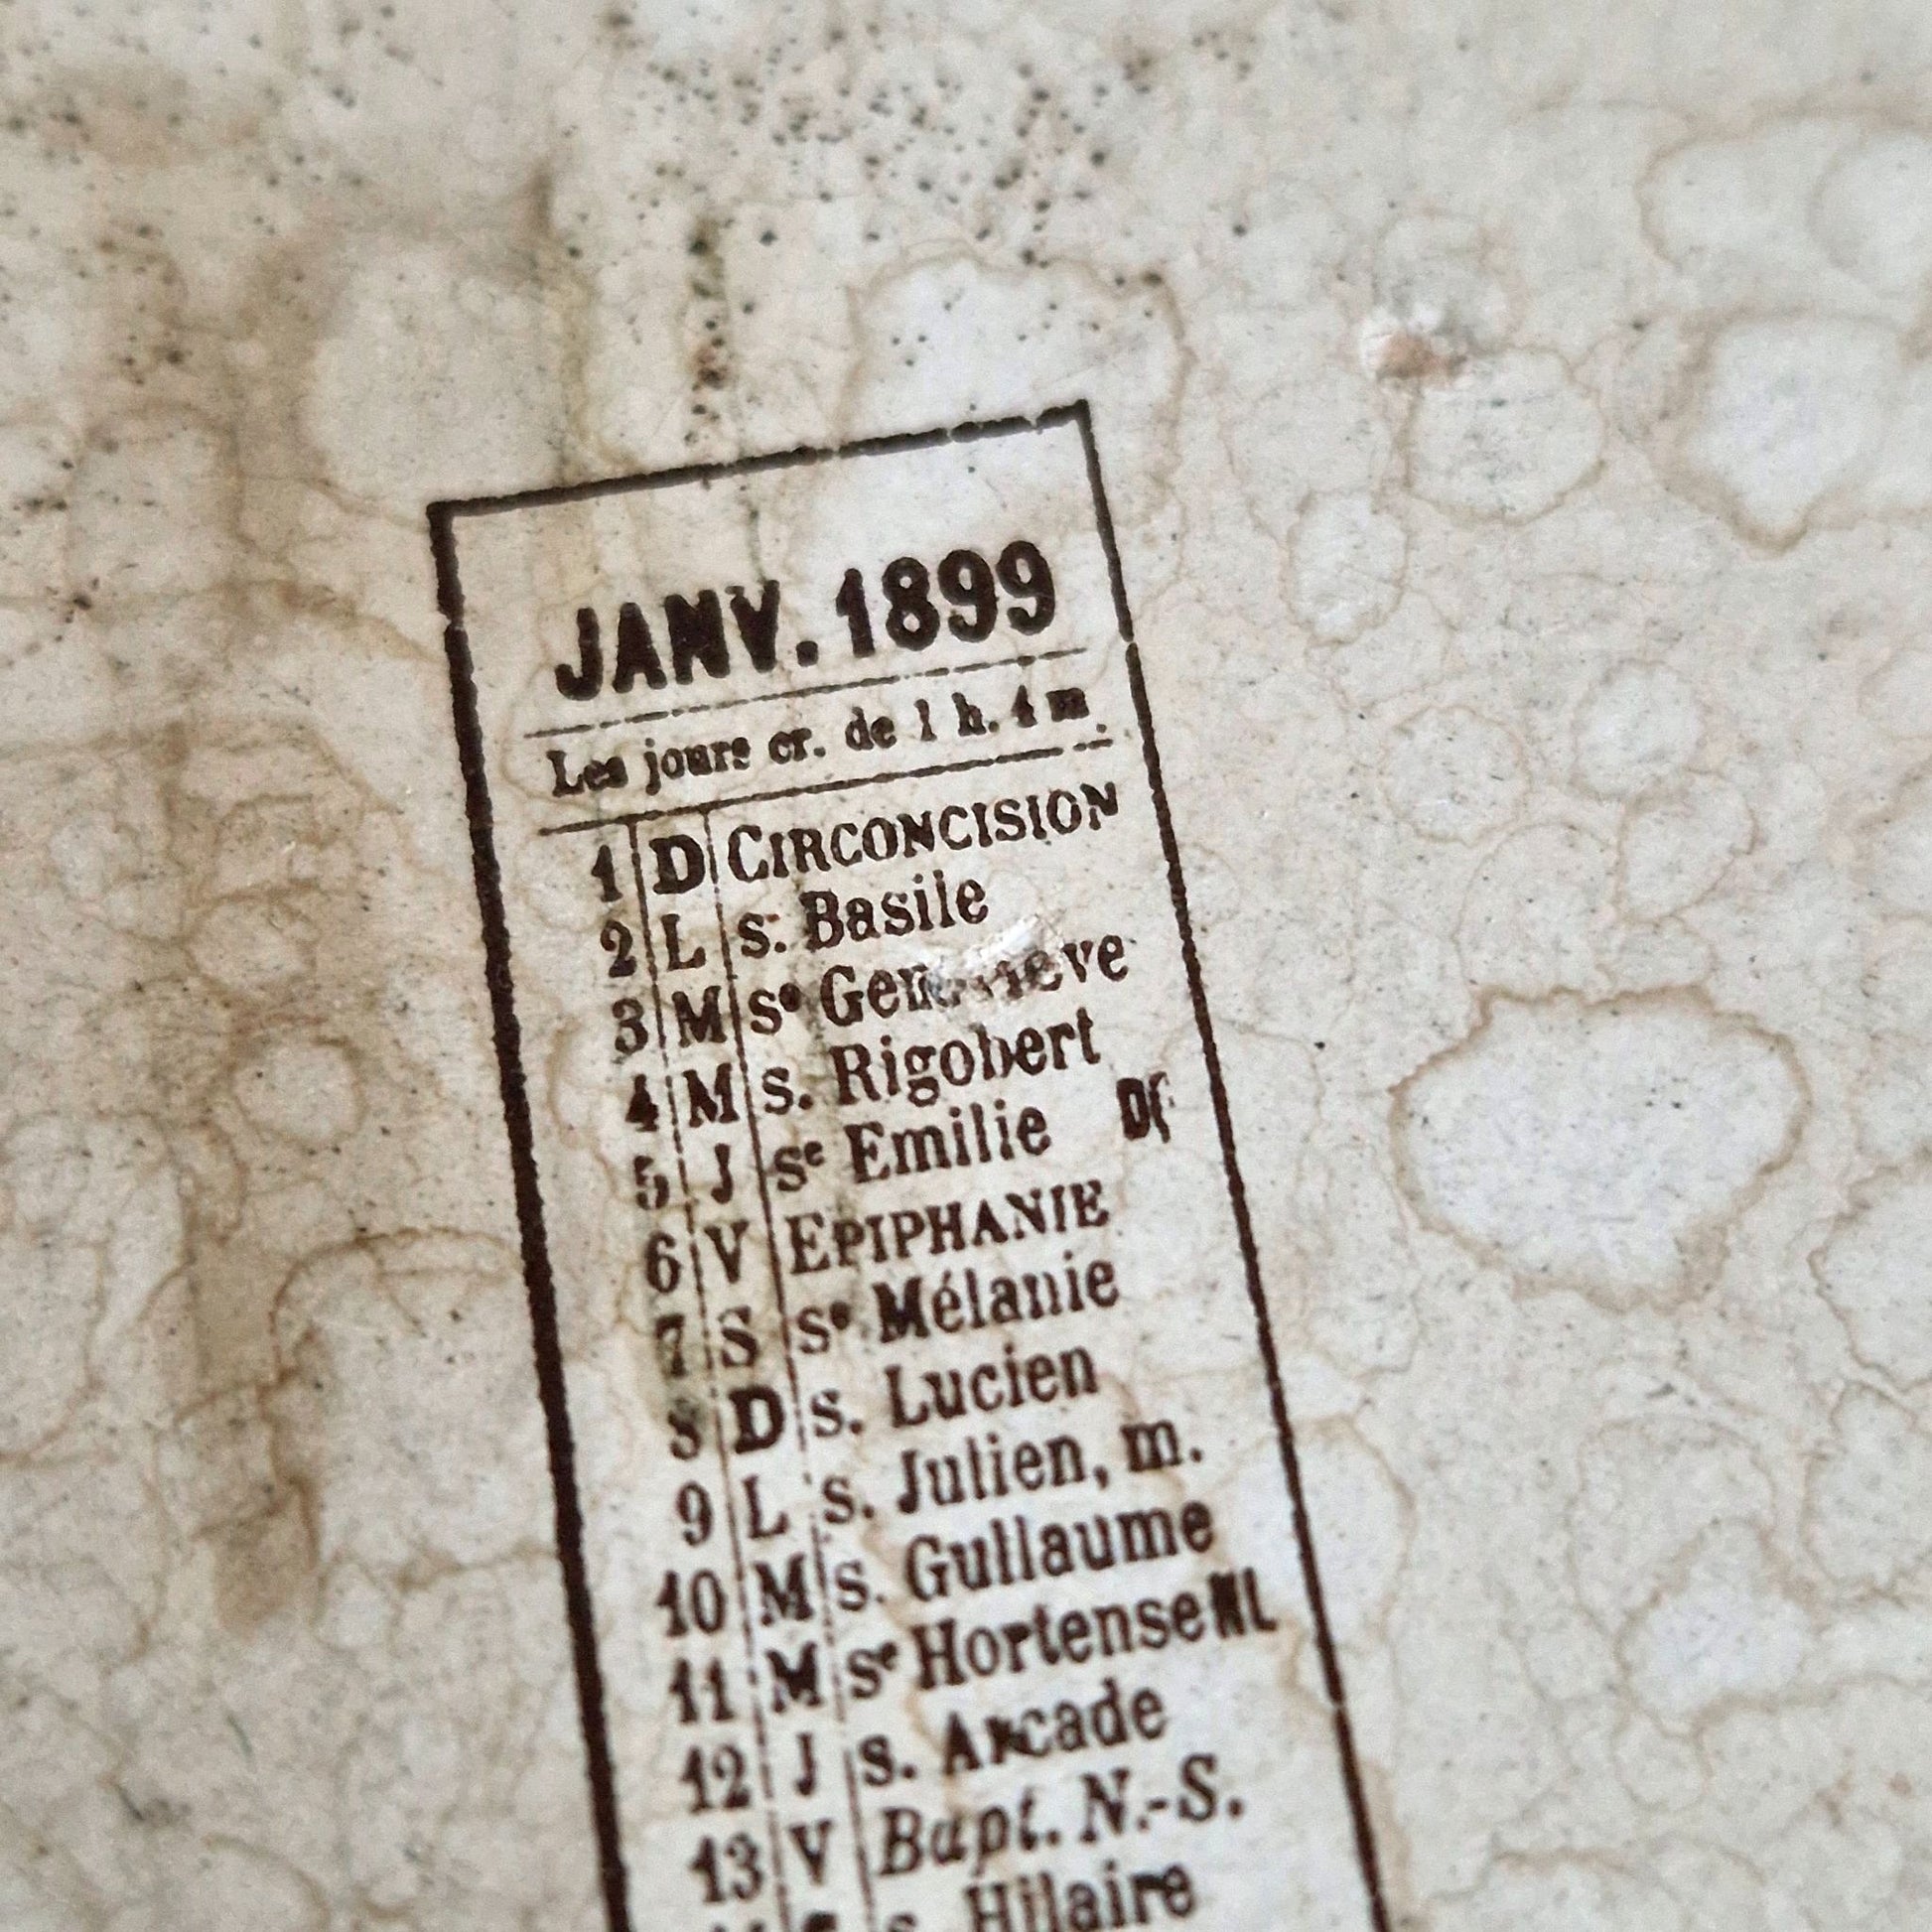 JANV. 1899
Les jours cr. de 1 h. 4 m.
1 D CIRCONCISION
2 L s. Basile
3 M sᵉ Geneviève
4 M s. Rigobert
5 J sᵉ Emilie
6 V EPIPHANIE
7 S sᵉ Mélanie
8 D s. Lucien
9 L s. Julien, m.
10 M s. Gullaume
11 M sᵉ Hortense NL
12 J s. Arcade
13 V Bapt. N.-S.
s. Hilaire